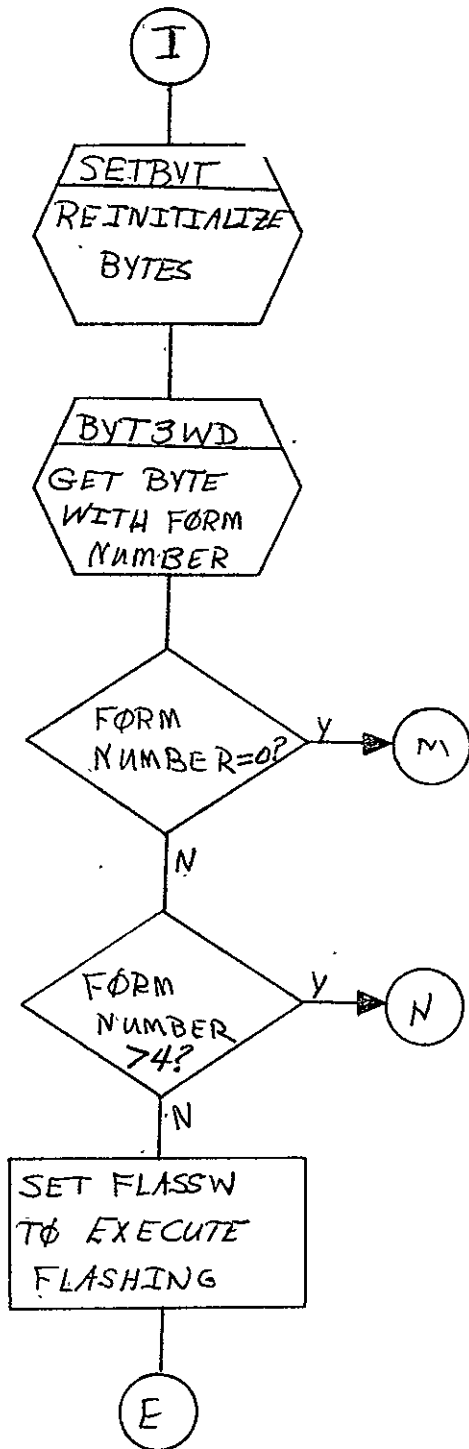 I
SETBVT
REINITIALIZE
BYTES
BYT3WD
GET BYTE
WITH FØRM
NUMBER
FØRM
NUMBER=0?
Y
M
N
FØRM
NUMBER
>4?
Y
N
N
SET FLASSW
TØ EXECUTE
FLASHING
E